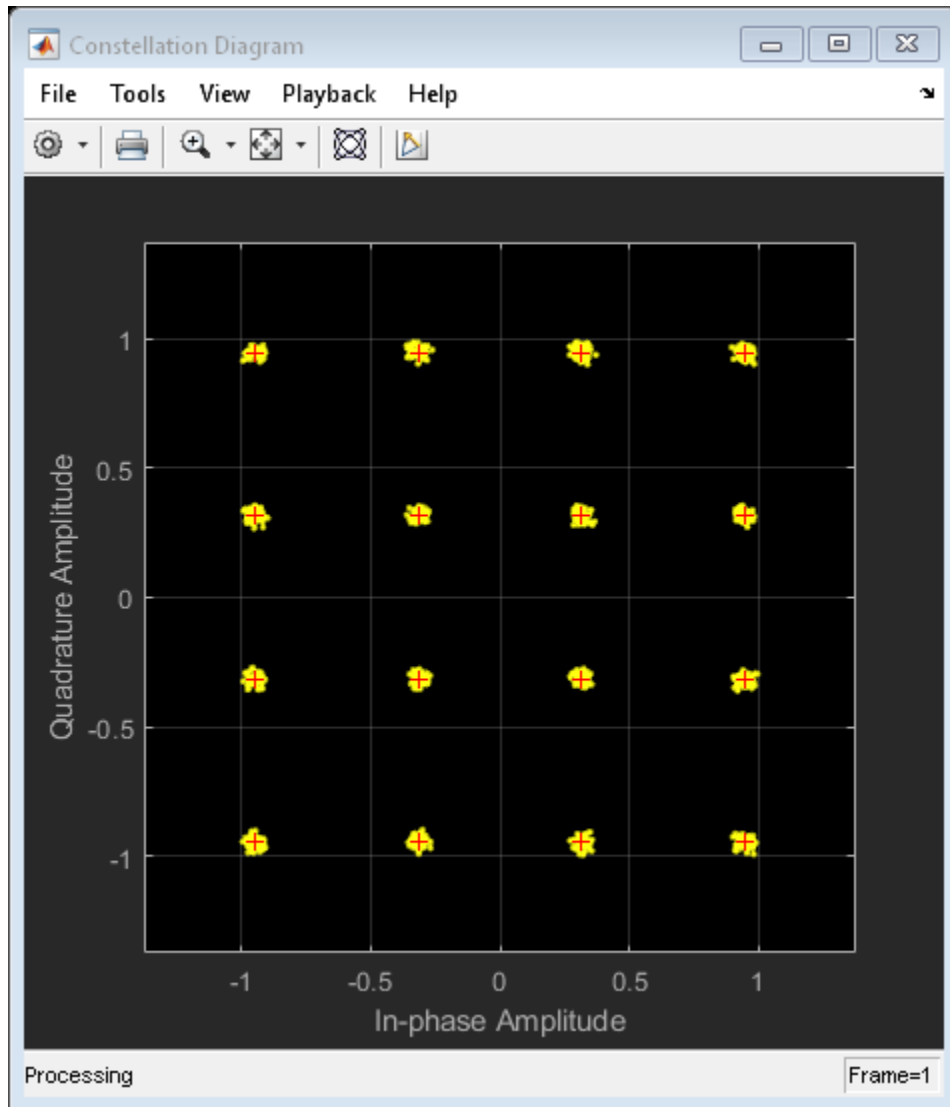 Constellation Diagram
File Tools View Playback Help
1
0.5
0
-0.5
-1
Quadrature Amplitude
-1 -0.5 0 0.5 1
In-phase Amplitude
Processing Frame=1